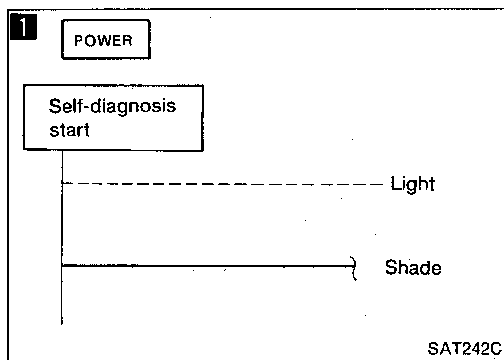 1
POWER
Self-diagnosis
start
Light
Shade
SAT242C